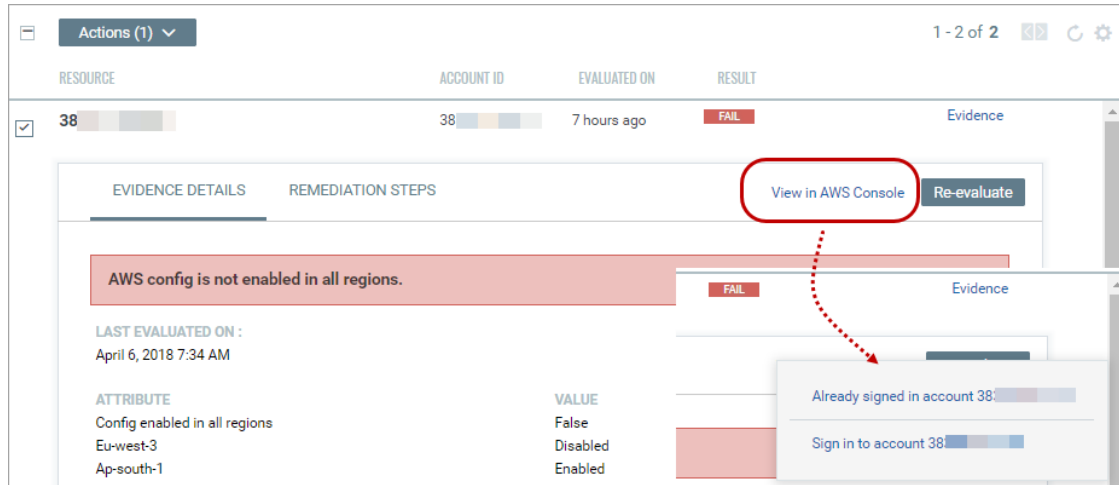 Actions (1)
1 - 2 of 2
RESOURCE ACCOUNT ID EVALUATED ON RESULT
38 38 7 hours ago FAIL Evidence
EVIDENCE DETAILS REMEDIATION STEPS View in AWS Console Re-evaluate
AWS config is not enabled in all regions.
FAIL Evidence
LAST EVALUATED ON :
April 6, 2018 7:34 AM
ATTRIBUTE VALUE
Config enabled in all regions False
Eu-west-3 Disabled
Ap-south-1 Enabled
Already signed in account 38
Sign in to account 38